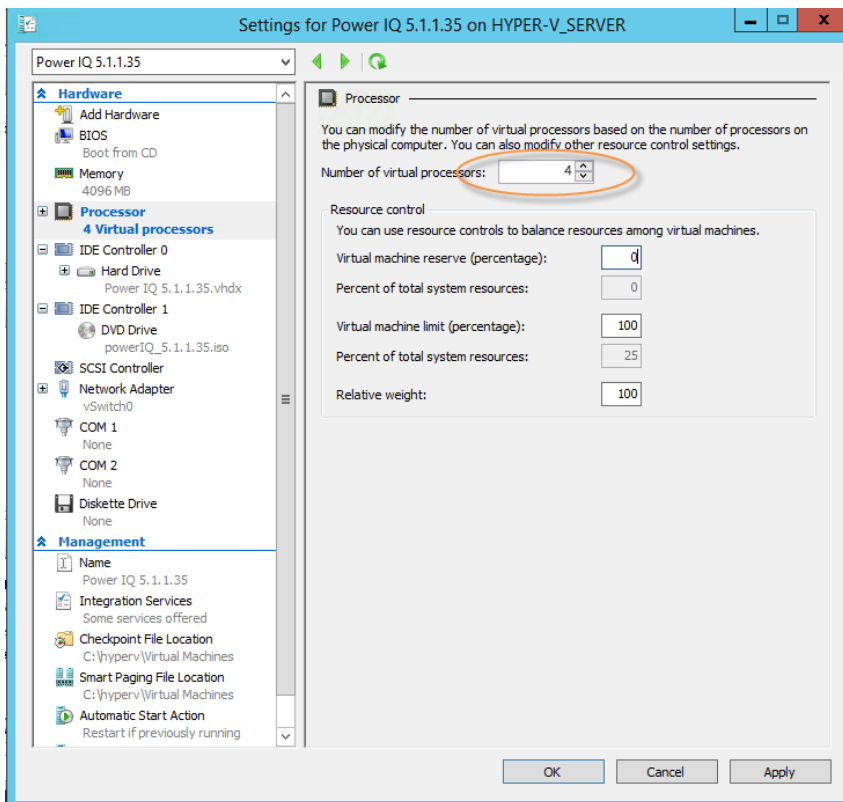 Settings for Power IQ 5.1.1.35 on HYPER-V_SERVER
Power IQ 5.1.1.35
Hardware
Add Hardware
BIOS
Boot from CD
Memory
4096 MB
Processor
4 Virtual processors
IDE Controller 0
Hard Drive
Power IQ 5.1.1.35.vhdx
IDE Controller 1
DVD Drive
powerIQ_5.1.1.35.iso
SCSI Controller
Network Adapter
vSwitch0
COM 1
None
COM 2
None
Diskette Drive
None
Management
Name
Power IQ 5.1.1.35
Integration Services
Some services offered
Checkpoint File Location
C:\hyperv\Virtual Machines
Smart Paging File Location
C:\hyperv\Virtual Machines
Automatic Start Action
Restart if previously running
Processor
You can modify the number of virtual processors based on the number of processors on
the physical computer. You can also modify other resource control settings.
Number of virtual processors: 4
Resource control
You can use resource controls to balance resources among virtual machines.
Virtual machine reserve (percentage): 0
Percent of total system resources: 0
Virtual machine limit (percentage): 100
Percent of total system resources: 25
Relative weight: 100
OK Cancel Apply